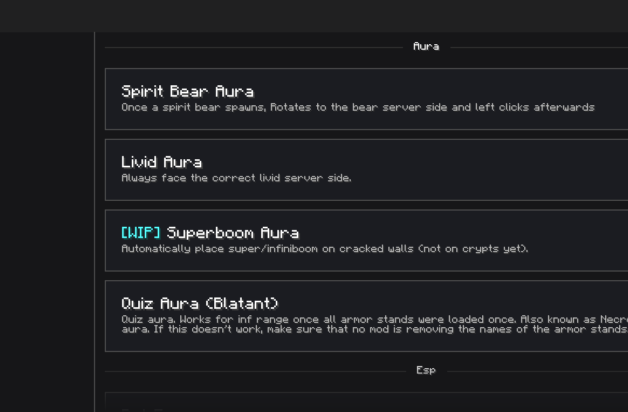 Aura
Spirit Bear Aura
Once a spirit bear spawns, Rotates to the bear server side and left clicks afterwards
Livid Aura
Always face the correct livid server side.
[WIP] Superboom Aura
Automatically place super/infiniboom on cracked walls (not on crypts yet).
Quiz Aura (Blatant)
Quiz aura. Works for inf range once all armor stands were loaded once. Also known as Necr
aura. If this doesn't work, make sure that no mod is removing the names of the armor stands
Esp